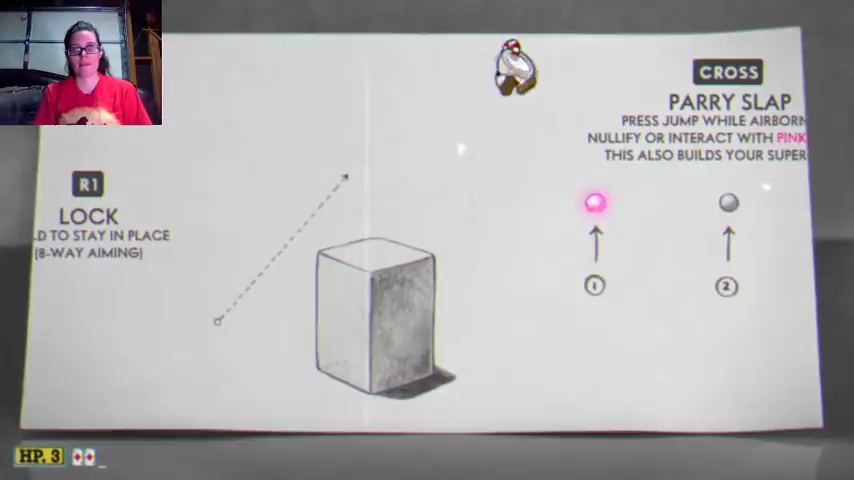 R1
LOCK
D TO STAY IN PLACE
(8-WAY AIMING)
CROSS
PARRY SLAP
PRESS JUMP WHILE AIRBORN
NULLIFY OR INTERACT WITH PINK
THIS ALSO BUILDS YOUR SUPER
1
2
HP. 3